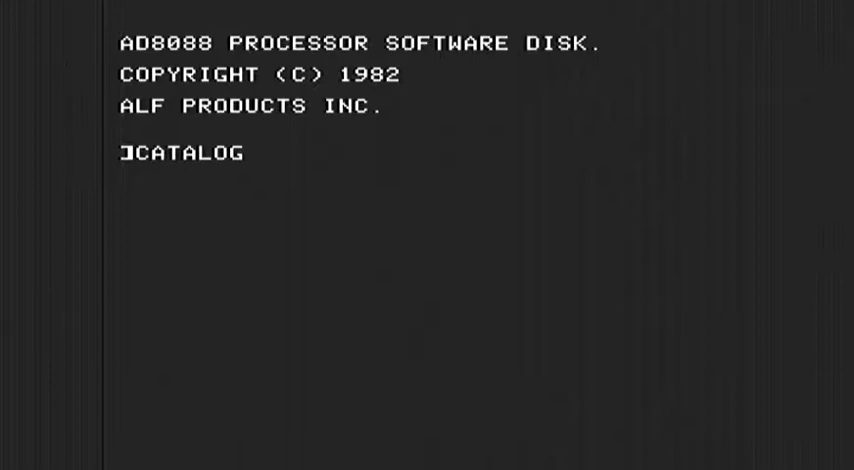 AD8088 PROCESSOR SOFTWARE DISK.
COPYRIGHT (C) 1982
ALF PRODUCTS INC.
]CATALOG